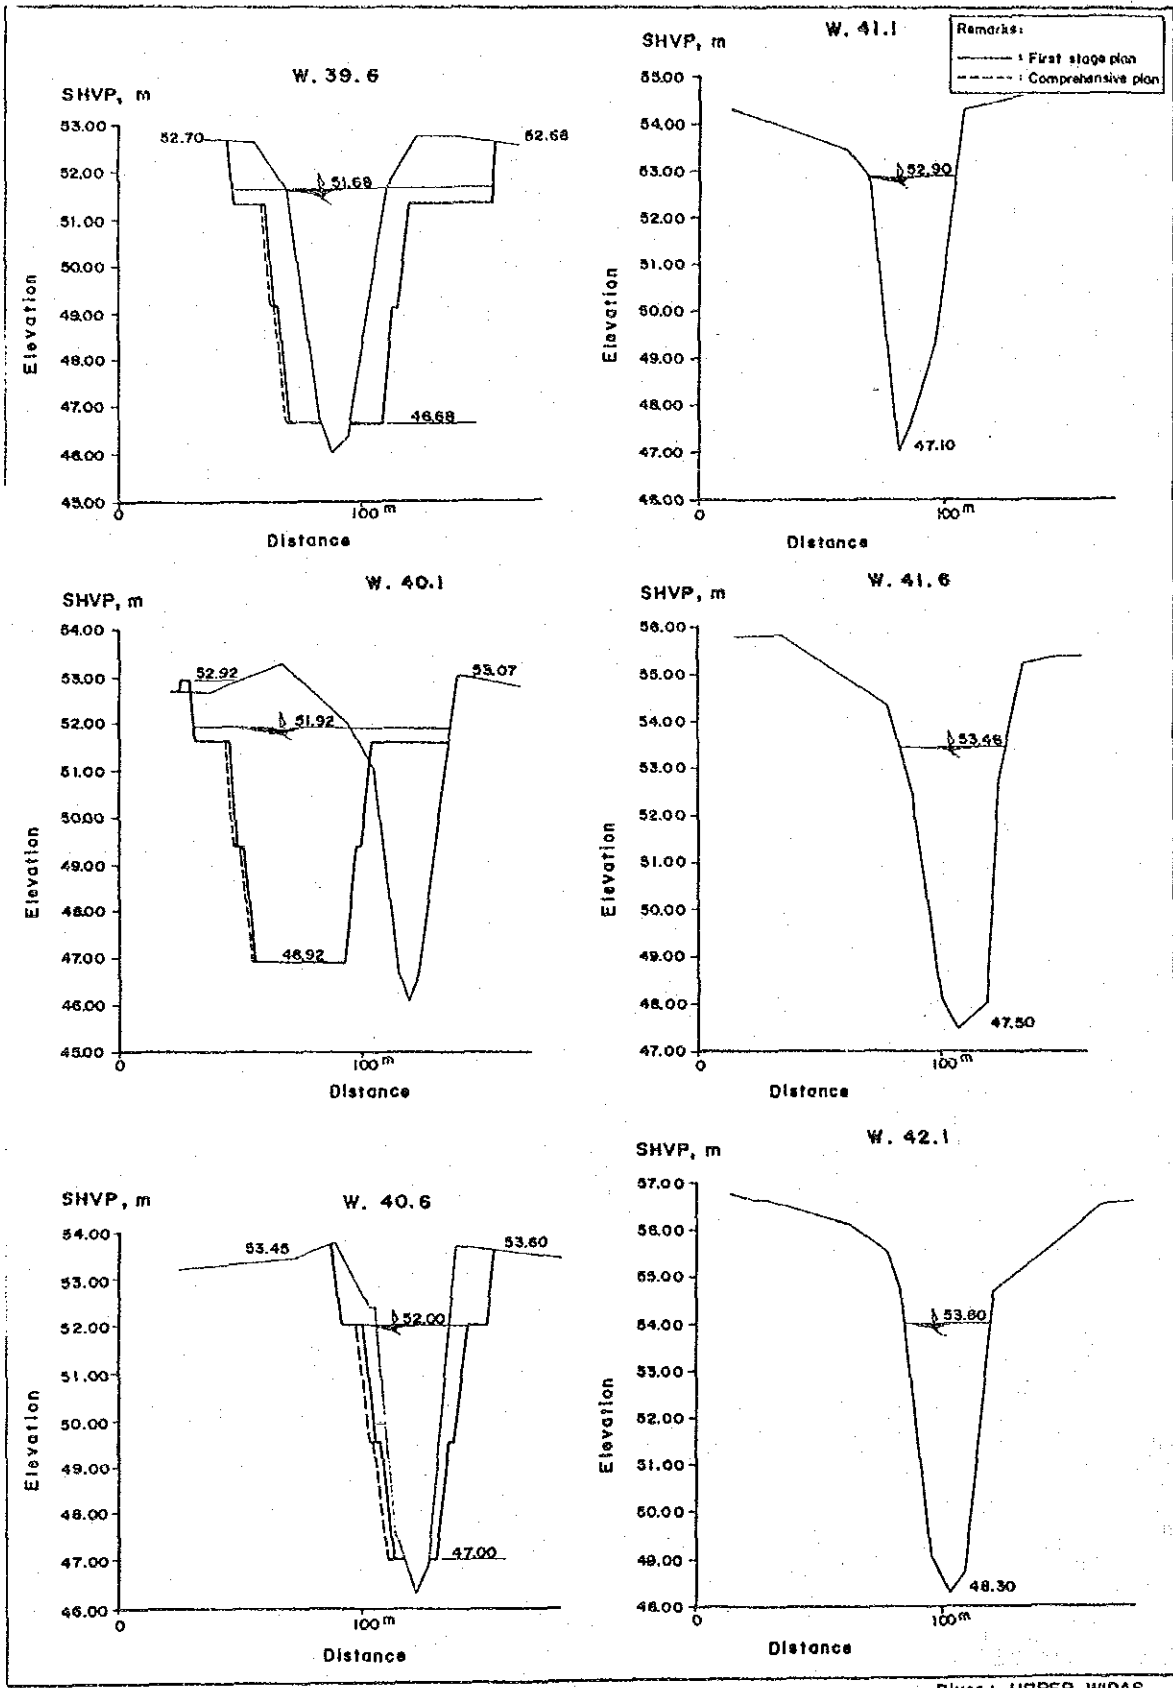 W. 39.6
SHVP, m
53.00
52.00
51.00
50.00
49.00
48.00
47.00
46.00
45.00
Elevation
52.70
52.68
51.68
46.68
0
100 m
Distance
W. 41.1
SHVP, m
Remarks:
: First stage plan
: Comprehensive plan
55.00
54.00
53.00
52.00
51.00
50.00
49.00
48.00
47.00
46.00
Elevation
52.90
47.10
0
100 m
Distance
W. 40.1
SHVP, m
54.00
53.00
52.00
51.00
50.00
49.00
48.00
47.00
46.00
45.00
Elevation
52.92
53.07
51.92
46.92
0
100 m
Distance
W. 41.6
SHVP, m
56.00
55.00
54.00
53.00
52.00
51.00
50.00
49.00
48.00
47.00
Elevation
53.48
47.50
0
100 m
Distance
W. 40.6
SHVP, m
54.00
53.00
52.00
51.00
50.00
49.00
48.00
47.00
46.00
Elevation
53.45
53.60
52.00
47.00
0
100 m
Distance
W. 42.1
SHVP, m
57.00
56.00
55.00
54.00
53.00
52.00
51.00
50.00
49.00
48.00
Elevation
53.80
48.30
0
100 m
Distance
River: UPPER WIDAS